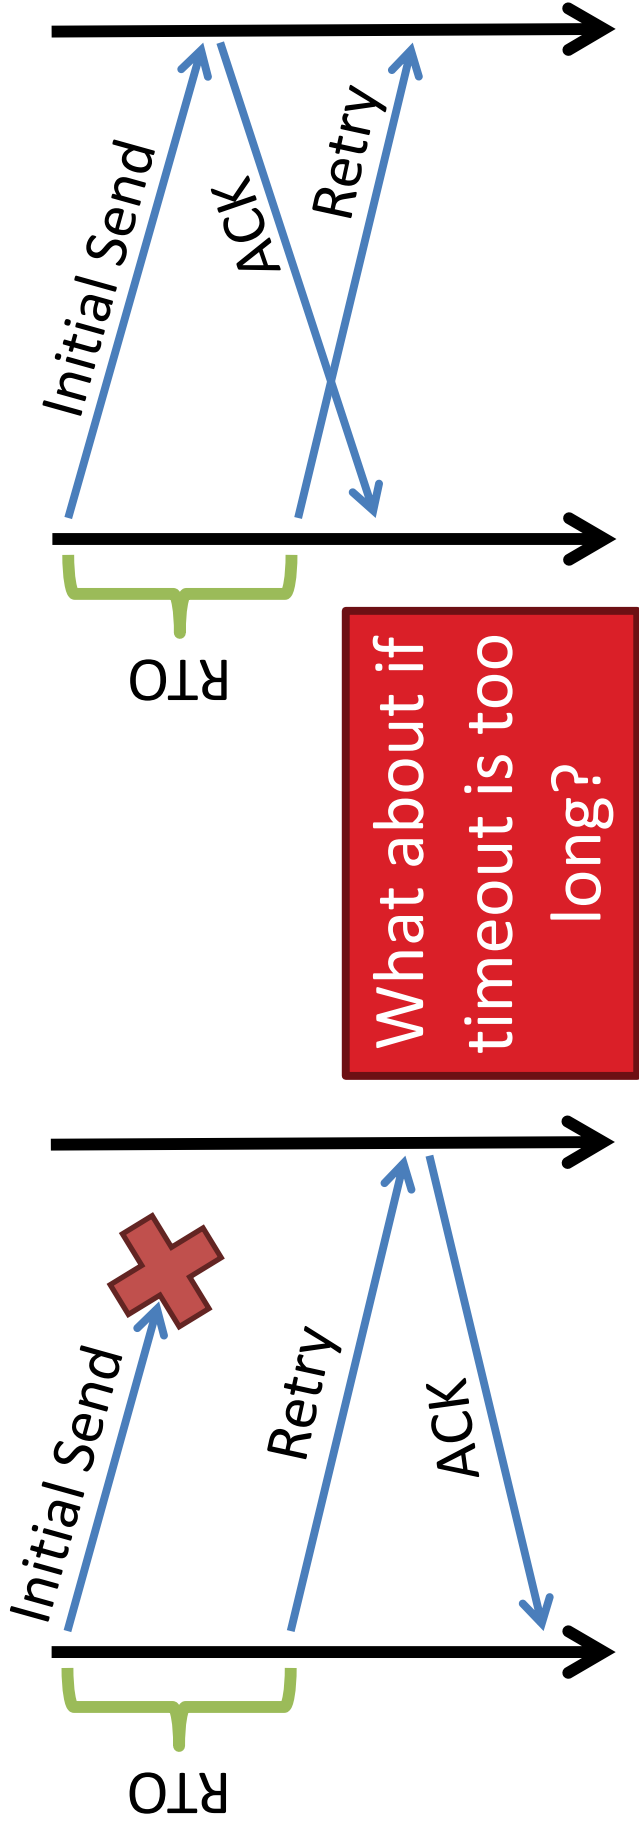 Initial Send
RTO
Retry
ACK
Initial Send
RTO
ACK
Retry
What about if
timeout is too
long?